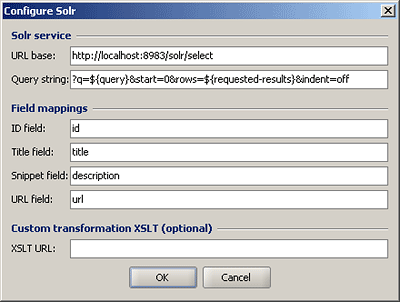 Configure Solr
Solr service
URL base: http://localhost:8983/solr/select
Query string: ?q=${query}&start=0&rows=${requested-results}&indent=off
Field mappings
ID field: id
Title field: title
Snippet field: description
URL field: url
Custom transformation XSLT (optional)
XSLT URL:
OK Cancel